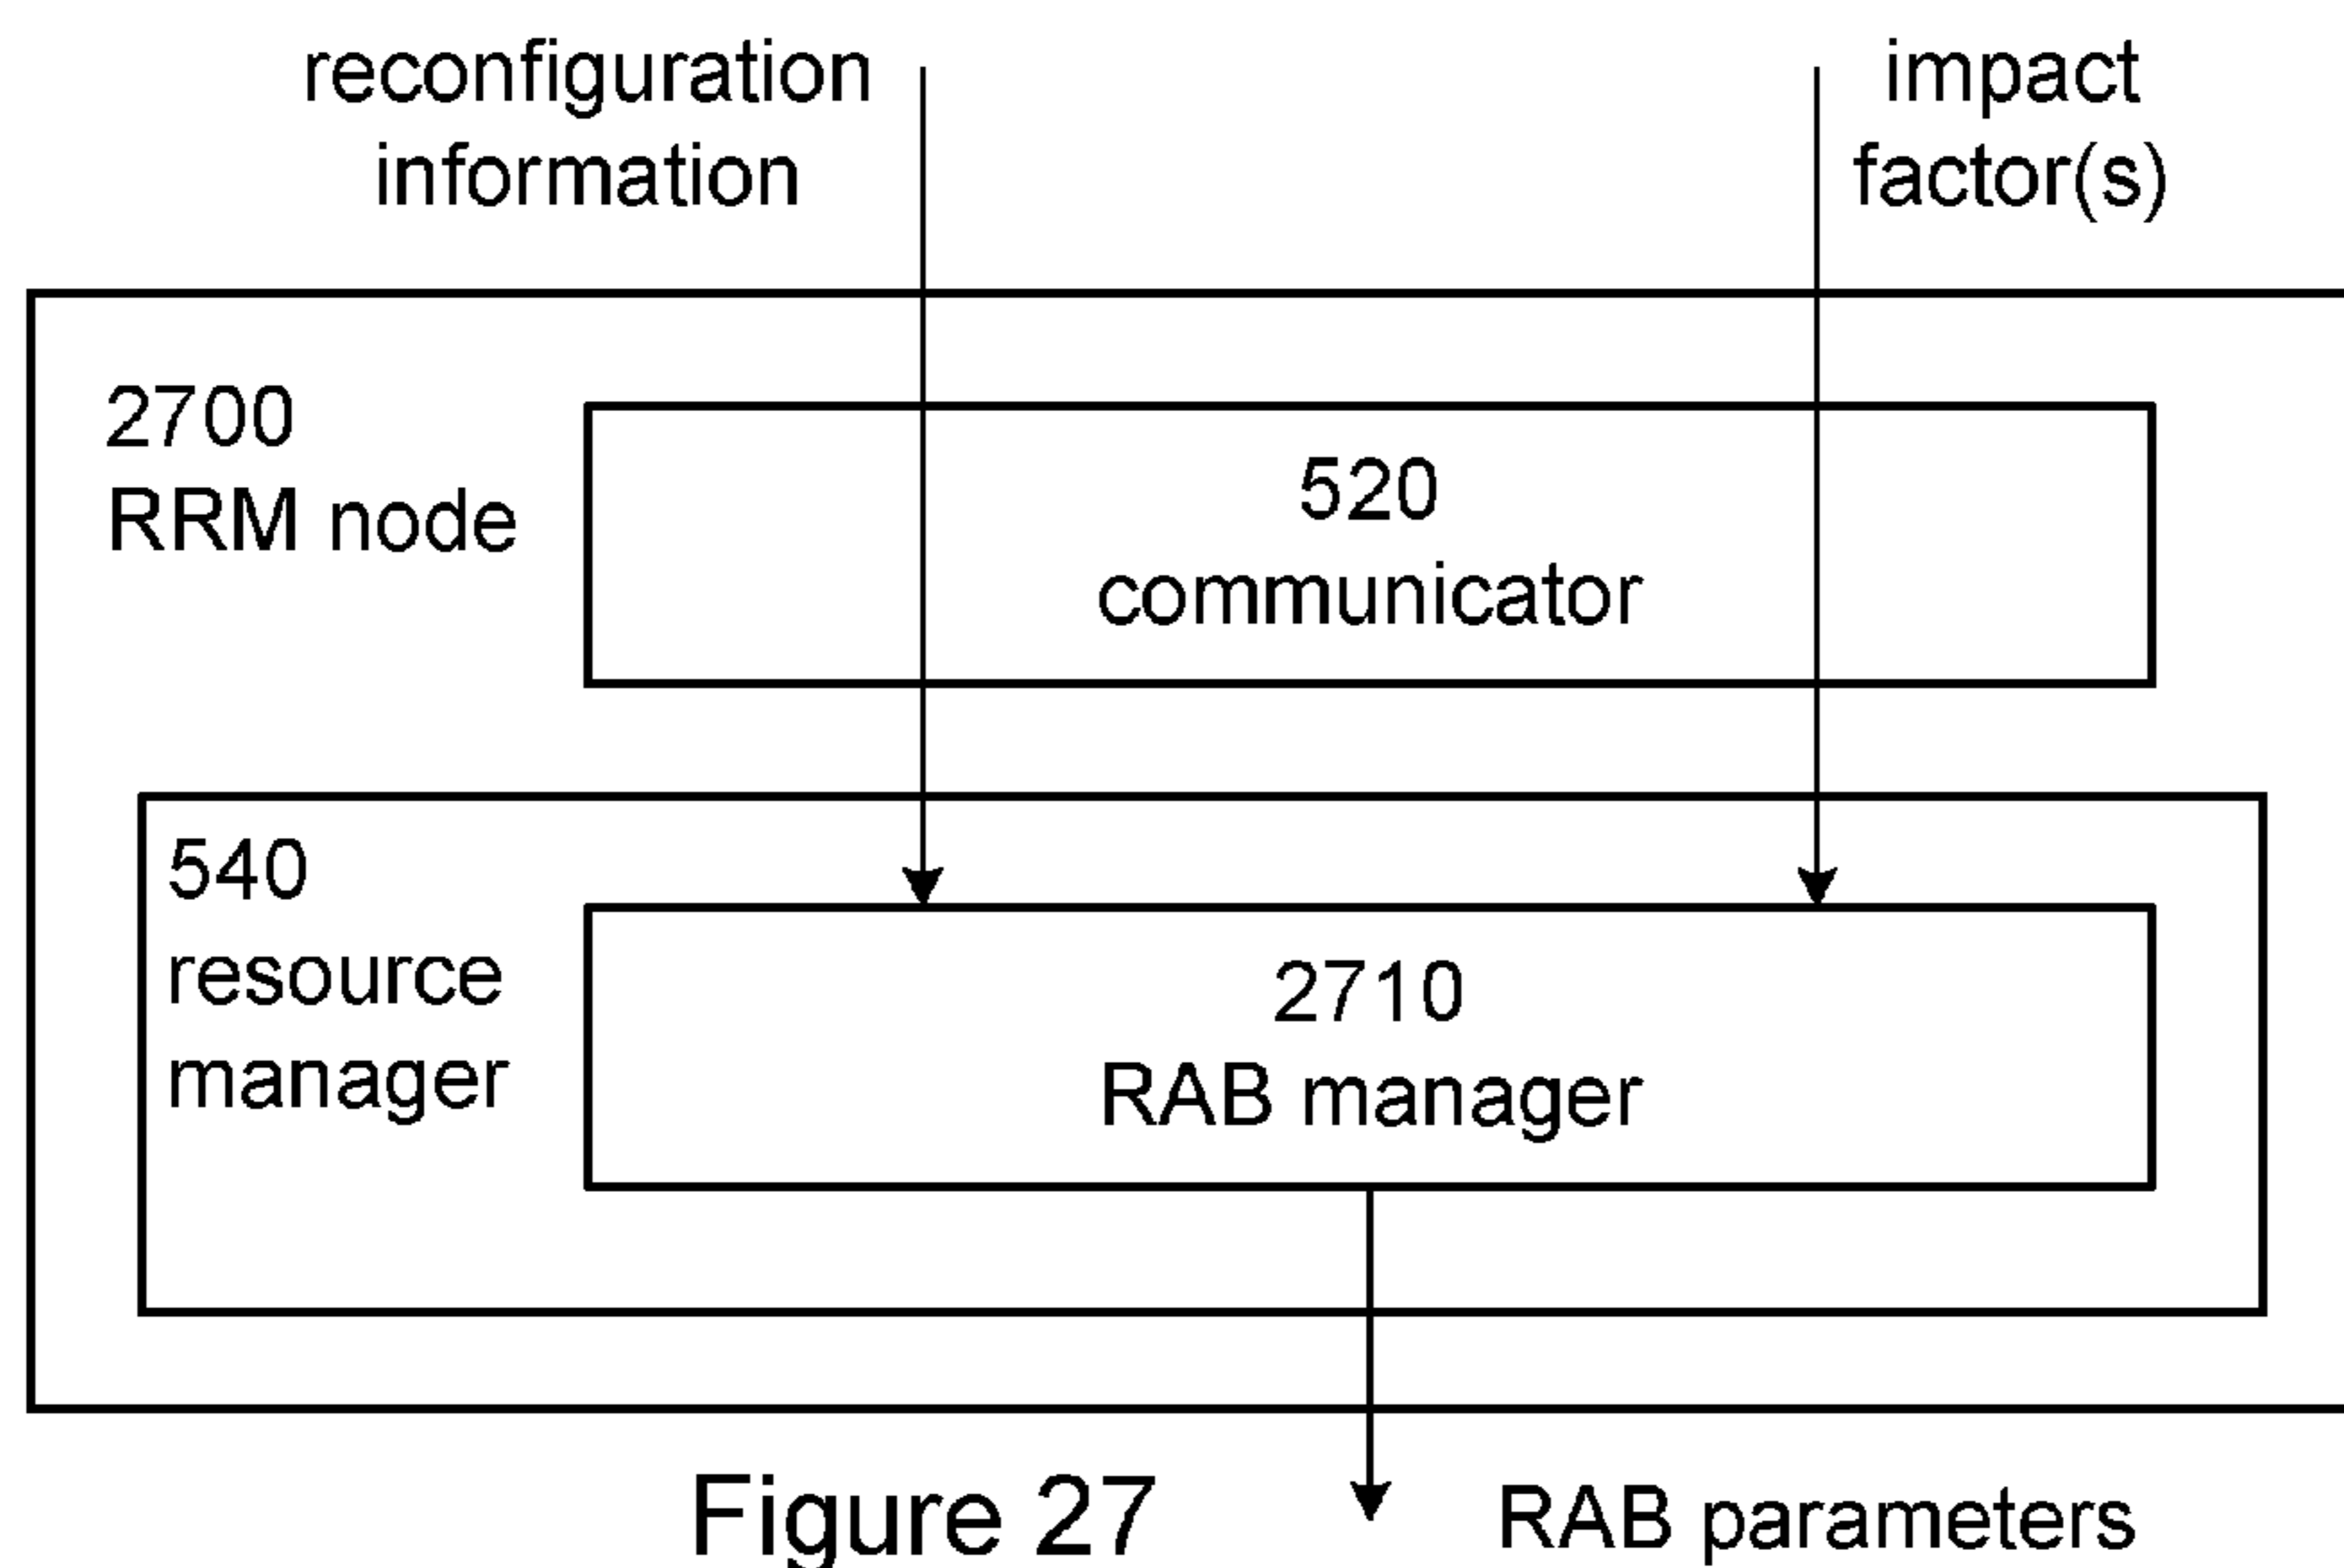 reconfiguration
information
impact
factor(s)
2700
RRM node
520
communicator
540
resource
manager
2710
RAB manager
Figure 27
RAB parameters